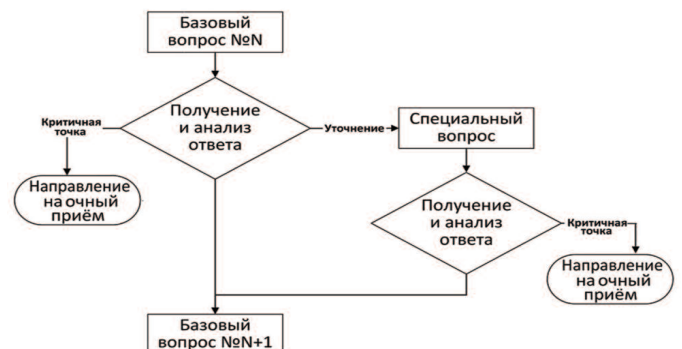 Базовый
вопрос №N
Получение
и анализ
ответа
Критичная
точка
Уточнение
Специальный
вопрос
Направление
на очный
приём
Получение
и анализ
ответа
Критичная
точка
Направление
на очный
приём
Базовый
вопрос №N+1